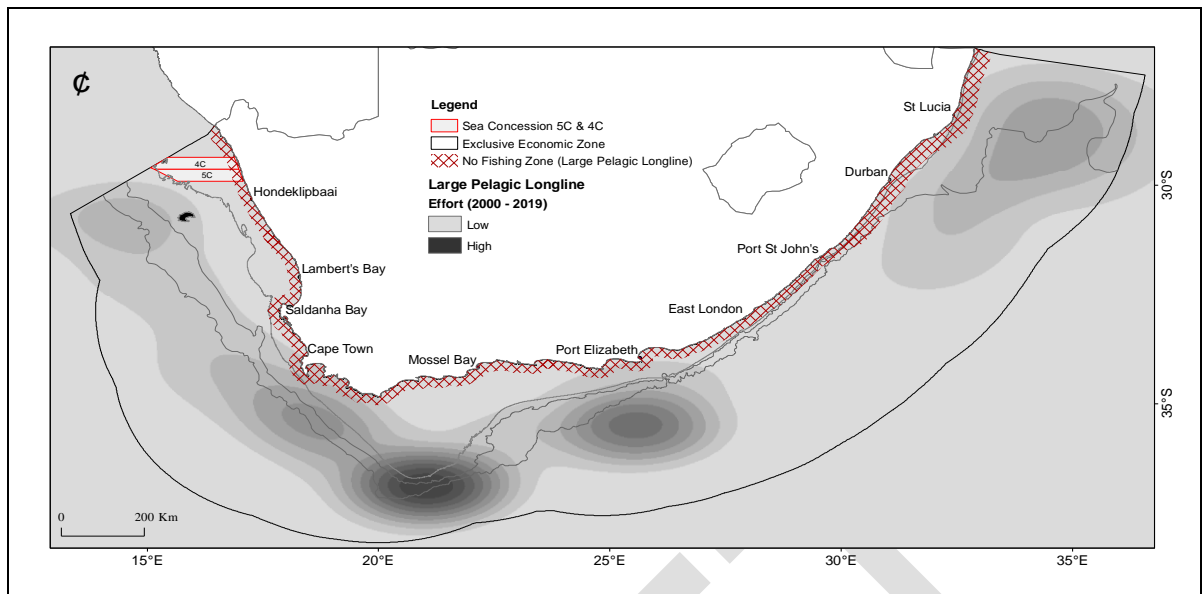 ₵
Legend
Sea Concession 5C & 4C
Exclusive Economic Zone
No Fishing Zone (Large Pelagic Longline)
Large Pelagic Longline
Effort (2000 - 2019)
Low
High
4C
5C
Hondeklipbaai
Lambert's Bay
Saldanha Bay
Cape Town
Mossel Bay
Port Elizabeth
East London
Port St John's
Durban
St Lucia
30°S
35°S
0 200 Km
15°E 20°E 25°E 30°E 35°E